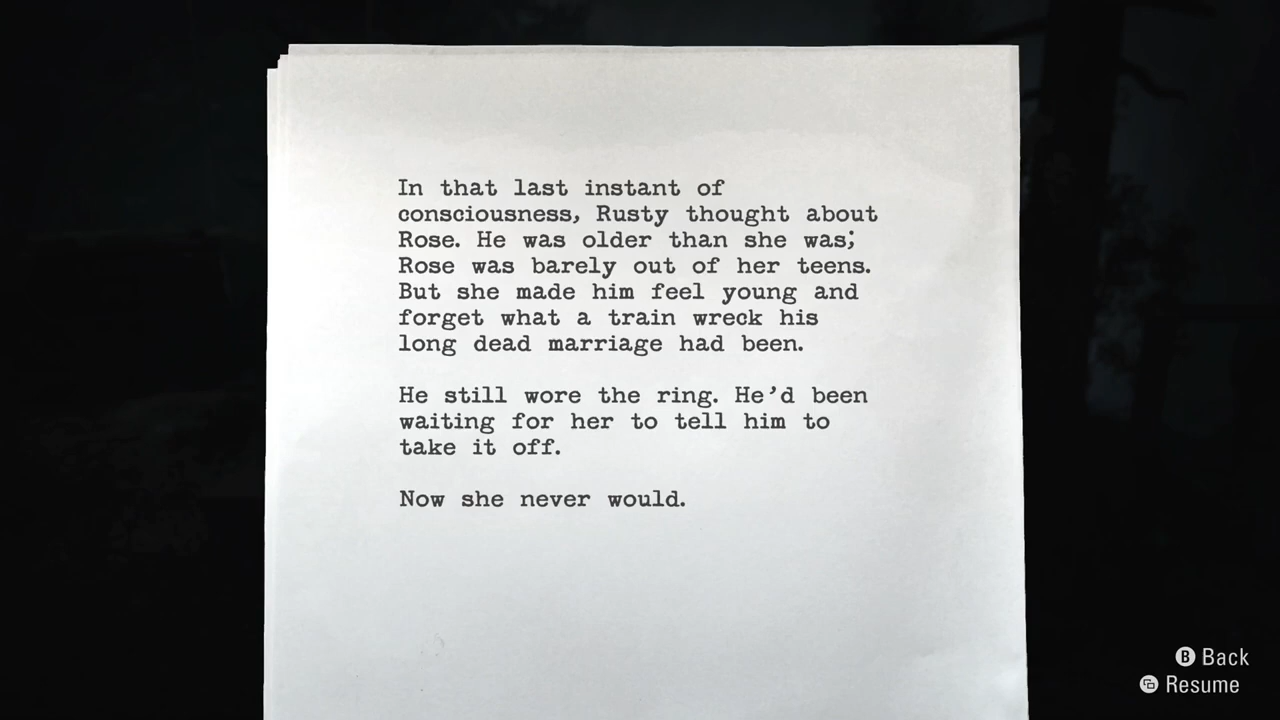 In that last instant of
consciousness, Rusty thought about
Rose. He was older than she was;
Rose was barely out of her teens.
But she made him feel young and
forget what a train wreck his
long dead marriage had been.
He still wore the ring. He’d been
waiting for her to tell him to
take it off.
Now she never would.
B Back
Resume